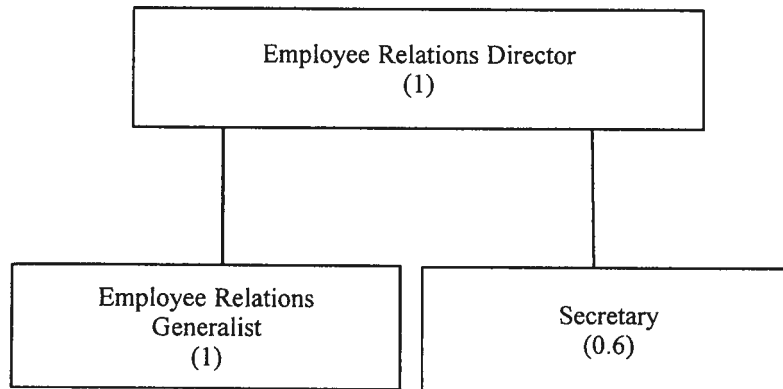 Employee Relations Director
(1)
Employee Relations
Generalist
(1)
Secretary
(0.6)